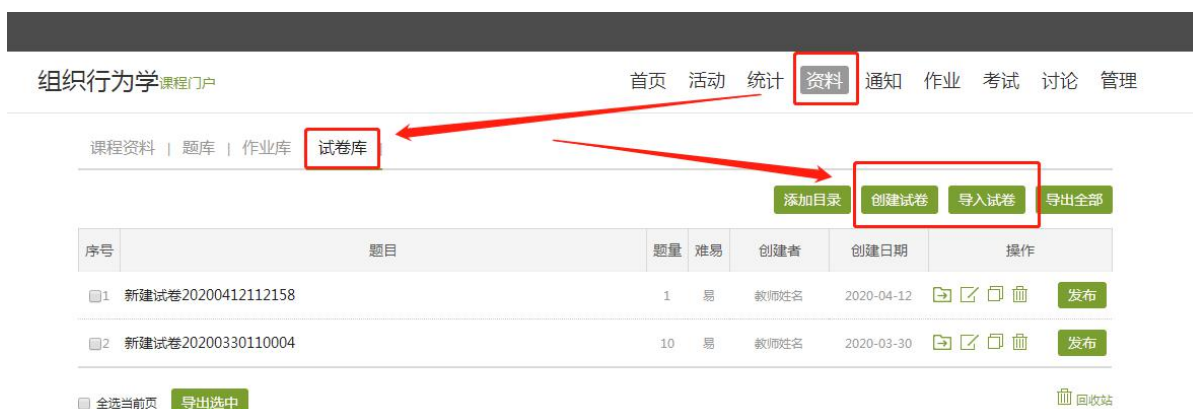 组织行为学课程门户 首页 活动 统计 资料 通知 作业 考试 讨论 管理
课程资料 | 题库 | 作业库 | 试卷库 |
添加目录 创建试卷 导入试卷 导出全部
序号 题目 题量 难易 创建者 创建日期 操作
1 新建试卷20200412112158 1 易 教师姓名 2020-04-12 发布
2 新建试卷20200330110004 10 易 教师姓名 2020-03-30 发布
全选当前页 导出选中 回收站